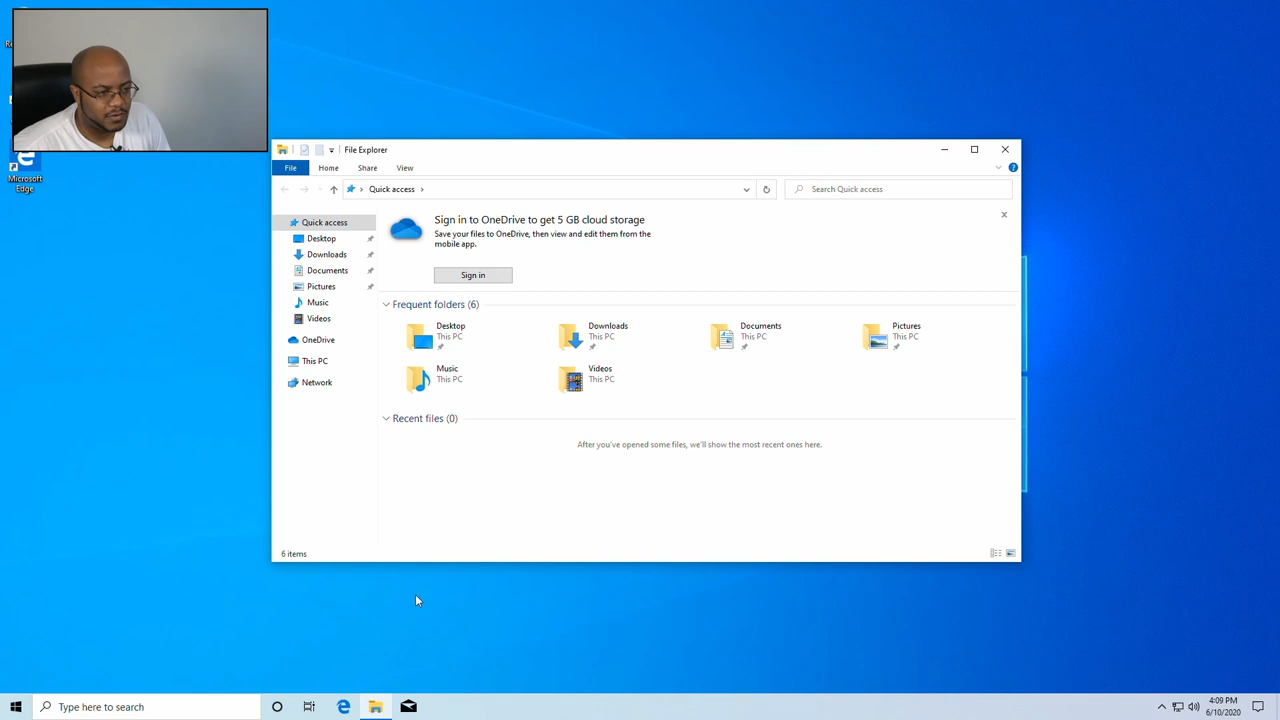 Microsoft
Edge
File Explorer
File
Home
Share
View
Quick access
Search Quick access
Quick access
Desktop
Downloads
Documents
Pictures
Music
Videos
OneDrive
This PC
Network
Sign in to OneDrive to get 5 GB cloud storage
Save your files to OneDrive, then view and edit them from the
mobile app.
Sign in
Frequent folders (6)
Desktop
This PC
Downloads
This PC
Documents
This PC
Pictures
This PC
Music
This PC
Videos
This PC
Recent files (0)
After you've opened some files, we'll show the most recent ones here.
6 items
Type here to search
4:09 PM
6/10/2020